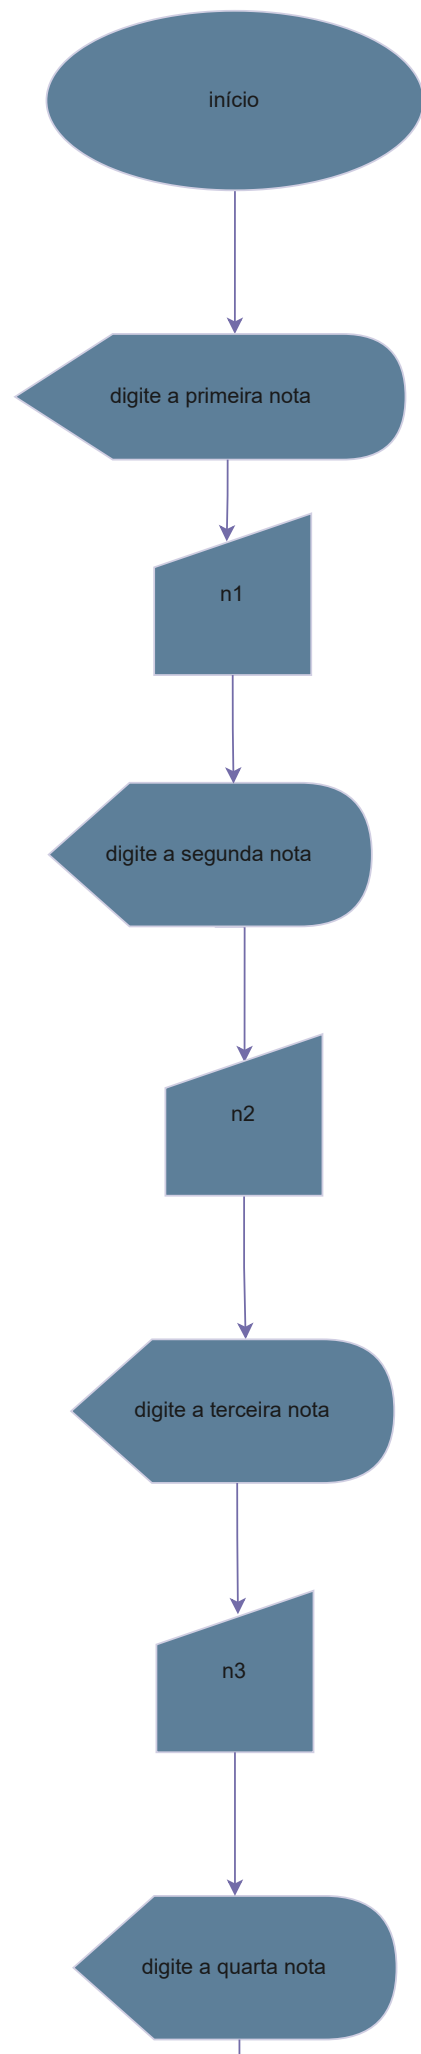 início
digite a primeira nota
n1
digite a segunda nota
n2
digite a terceira nota
n3
digite a quarta nota